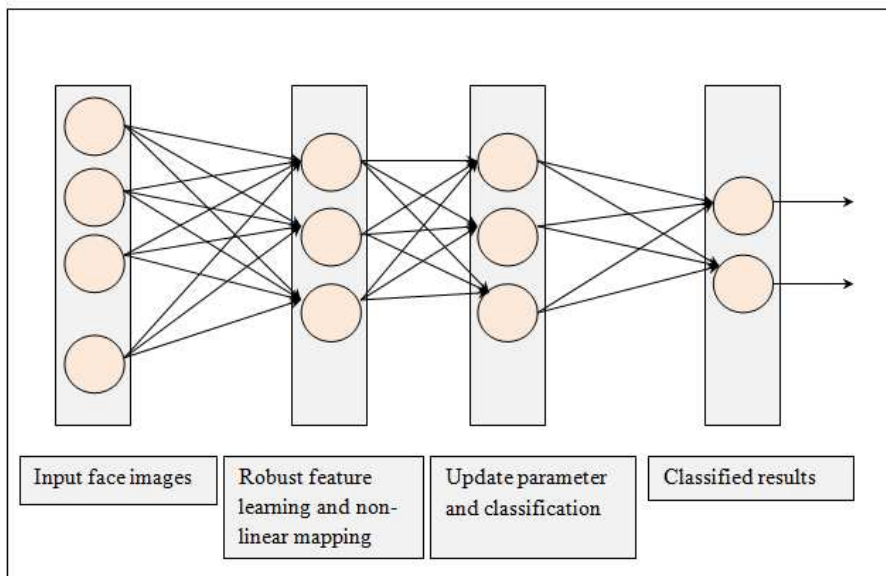 Input face images
Robust feature
learning and non-
linear mapping
Update parameter
and classification
Classified results